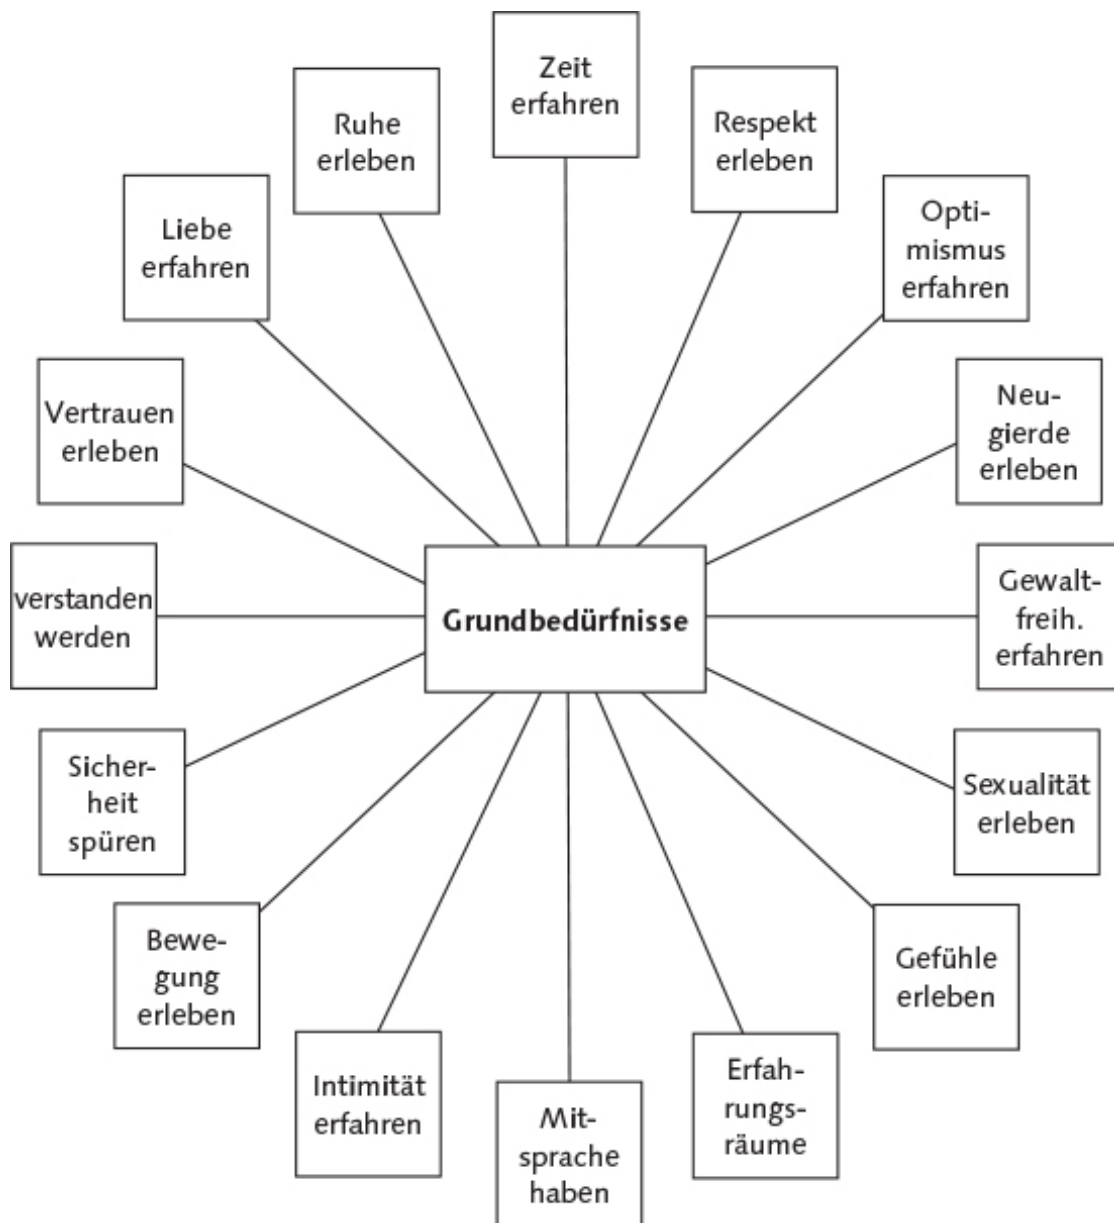 Zeit
erfahren
Respekt
erleben
Opti-
mismus
erfahren
Neu-
gierde
erleben
Gewalt-
freih.
erfahren
Sexualität
erleben
Gefühle
erleben
Erfah-
rungs-
räume
Mit-
sprache
haben
Intimität
erfahren
Bewe-
gung
erleben
Sicher-
heit
spüren
verstanden
werden
Vertrauen
erleben
Liebe
erfahren
Ruhe
erleben
Grundbedürfnisse